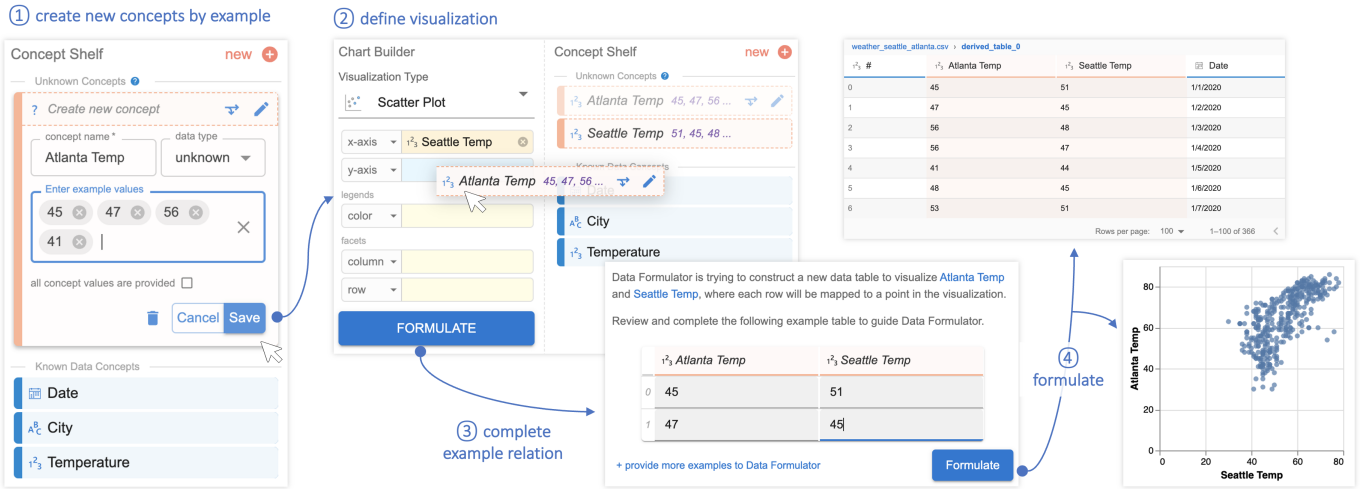 ① create new concepts by example
Concept Shelf
new
Unknown Concepts
? Create new concept
concept name *
Atlanta Temp
data type
unknown
Enter example values
45 47 56
41
all concept values are provided
Cancel Save
Known Data Concepts
Date
City
Temperature
② define visualization
Chart Builder
Visualization Type
Scatter Plot
x-axis Seattle Temp
y-axis
legends
color
facets
column
row
FORMULATE
Concept Shelf
new
Unknown Concepts
Atlanta Temp 45, 47, 56 ...
Seattle Temp 51, 45, 48 ...
Known Data Concepts
Atlanta Temp 45, 47, 56 ...
Date
City
Temperature
③ complete
example relation
Data Formulator is trying to construct a new data table to visualize Atlanta Temp
and Seattle Temp, where each row will be mapped to a point in the visualization.
Review and complete the following example table to guide Data Formulator.
Atlanta Temp Seattle Temp
0 45 51
1 47 45
+ provide more examples to Data Formulator
Formulate
④
formulate
weather_seattle_atlanta.csv › derived_table_0
# Atlanta Temp Seattle Temp Date
0 45 51 1/1/2020
1 47 45 1/2/2020
2 56 48 1/3/2020
3 56 47 1/4/2020
4 41 44 1/5/2020
5 48 45 1/6/2020
6 53 51 1/7/2020
Rows per page: 100 1–100 of 366
Atlanta Temp
80
60
40
20
0
0 20 40 60 80
Seattle Temp